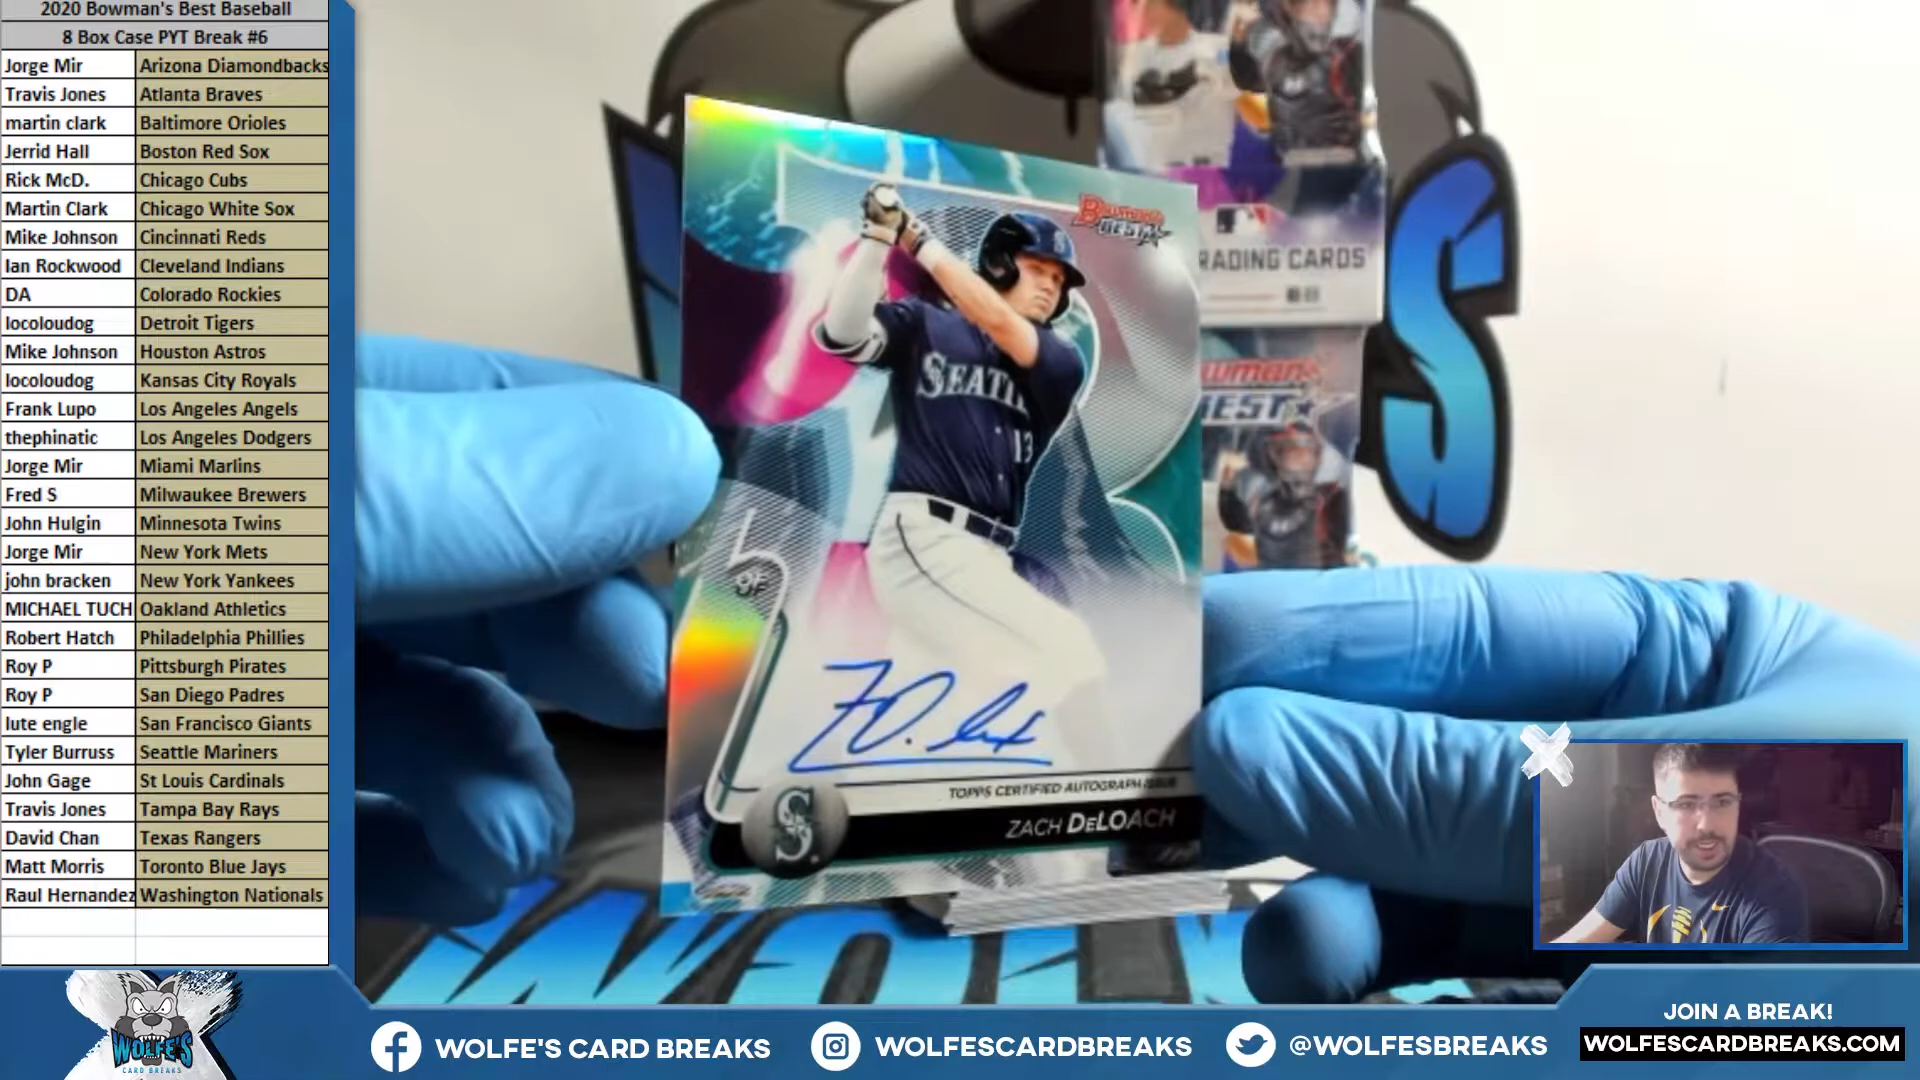 2020 Bowman's Best Baseball
8 Box Case PYT Break #6
Jorge Mir Arizona Diamondbacks
Travis Jones Atlanta Braves
martin clark Baltimore Orioles
Jerrid Hall Boston Red Sox
Rick McD. Chicago Cubs
Martin Clark Chicago White Sox
Mike Johnson Cincinnati Reds
Ian Rockwood Cleveland Indians
DA Colorado Rockies
locoloudog Detroit Tigers
Mike Johnson Houston Astros
locoloudog Kansas City Royals
Frank Lupo Los Angeles Angels
thephinatic Los Angeles Dodgers
Jorge Mir Miami Marlins
Fred S Milwaukee Brewers
John Hulgin Minnesota Twins
Jorge Mir New York Mets
john bracken New York Yankees
MICHAEL TUCH Oakland Athletics
Robert Hatch Philadelphia Phillies
Roy P Pittsburgh Pirates
Roy P San Diego Padres
lute engle San Francisco Giants
Tyler Burruss Seattle Mariners
John Gage St Louis Cardinals
Travis Jones Tampa Bay Rays
David Chan Texas Rangers
Matt Morris Toronto Blue Jays
Raul Hernandez Washington Nationals
BOWMAN'S BEST
SEATTL
13
OF
TOPPS CERTIFIED AUTOGRAPH ISSUE
ZACH DELOACH
RADING CARDS
owman's
BEST
WOLFE'S
CARD BREAKS
WOLFE'S CARD BREAKS
WOLFESCARDBREAKS
@WOLFESBREAKS
JOIN A BREAK!
WOLFESCARDBREAKS.COM